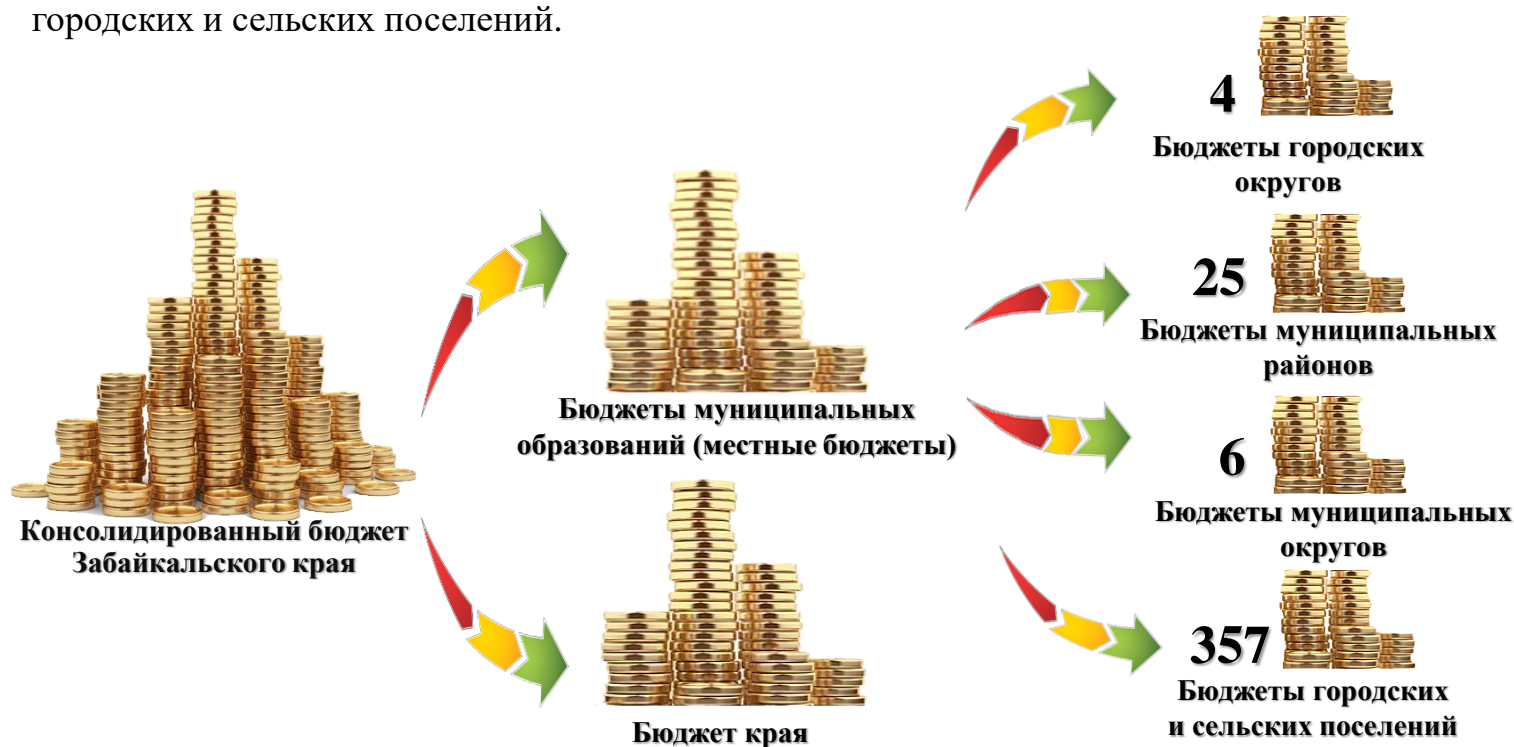 городских и сельских поселений.
4
Бюджеты городских
округов
25
Бюджеты муниципальных
районов
Бюджеты муниципальных
образований (местные бюджеты)
6
Бюджеты муниципальных
округов
Консолидированный бюджет
Забайкальского края
357
Бюджеты городских
и сельских поселений
Бюджет края